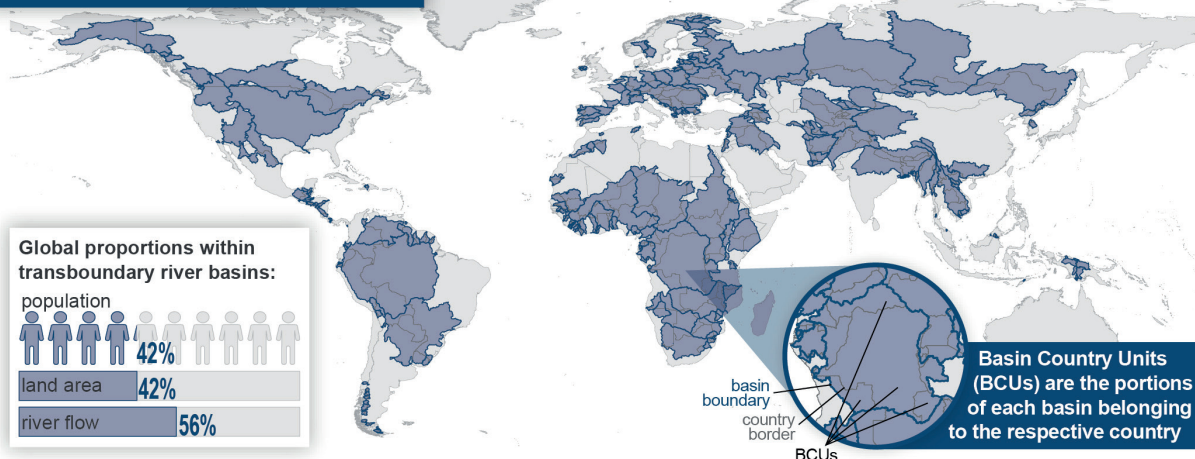 Global proportions within
transboundary river basins:
population
42%
land area
42%
river flow
56%
basin
boundary
country
border
BCUs
Basin Country Units
(BCUs) are the portions
of each basin belonging
to the respective country